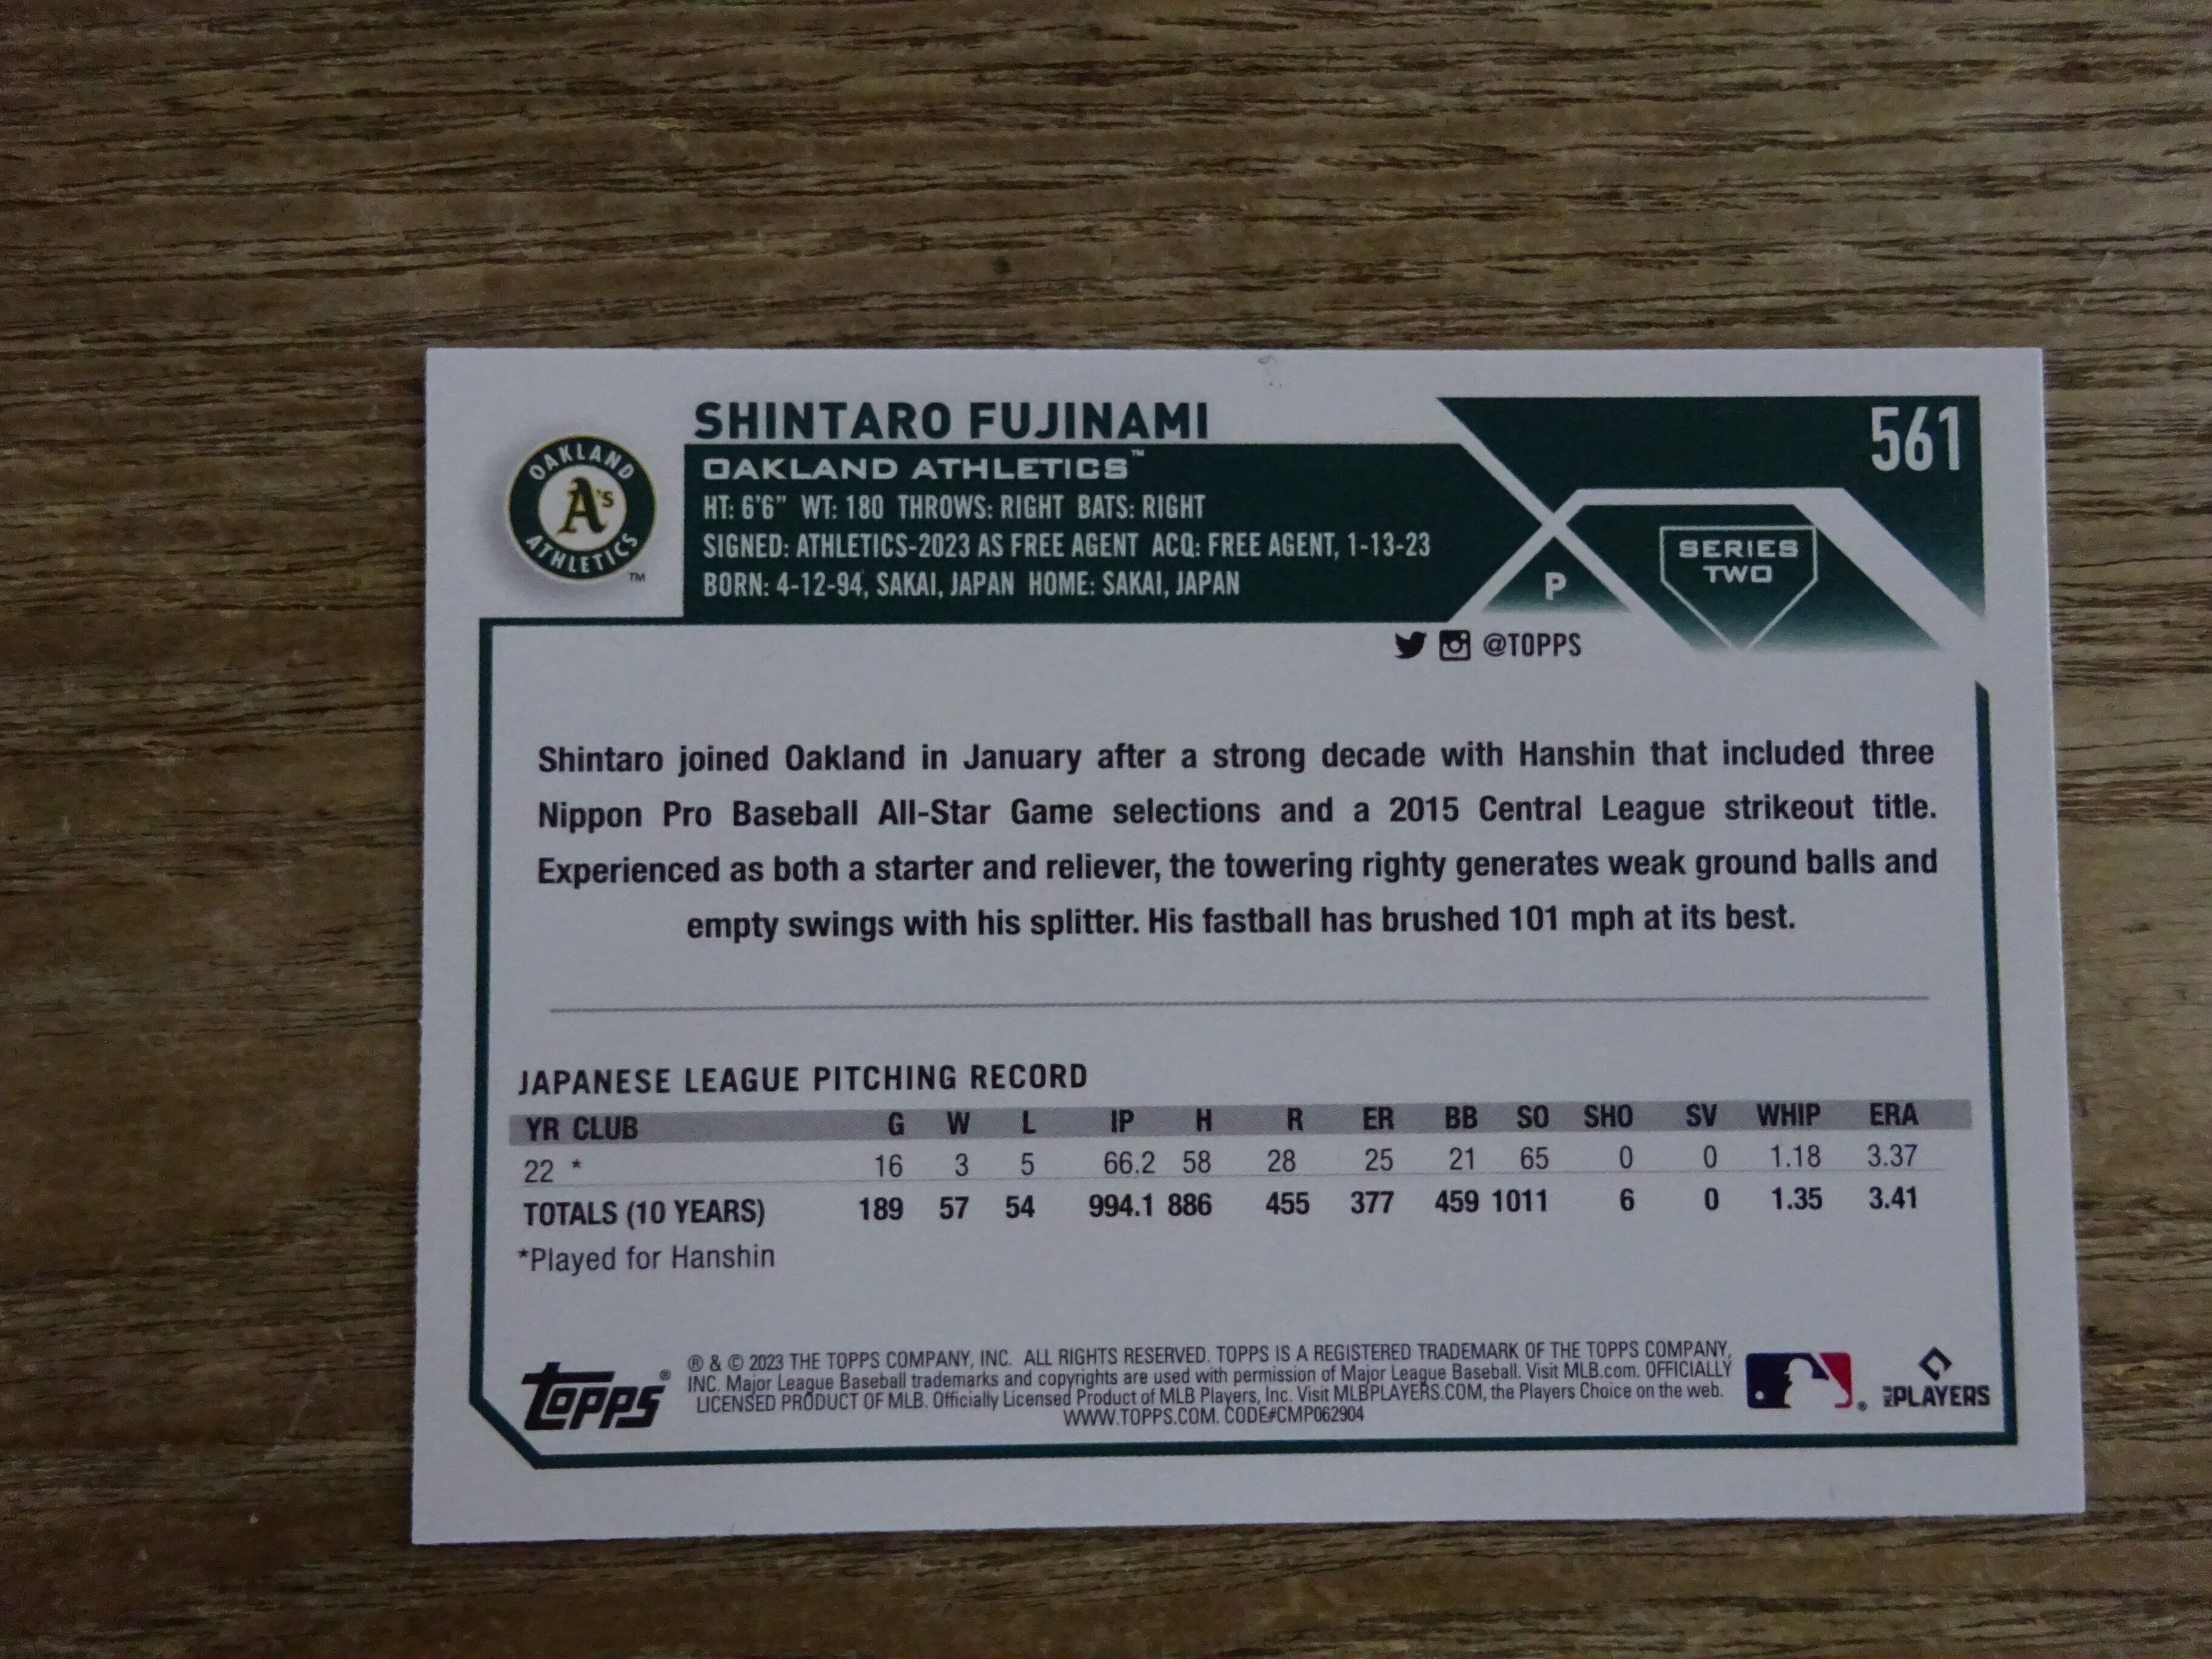 SHINTARO FUJINAMI
561
OAKLAND A's ATHLETICS TM
OAKLAND ATHLETICS™
HT: 6'6" WT: 180 THROWS: RIGHT BATS: RIGHT
SIGNED: ATHLETICS-2023 AS FREE AGENT ACQ: FREE AGENT, 1-13-23
BORN: 4-12-94, SAKAI, JAPAN HOME: SAKAI, JAPAN
P
SERIES
TWO
@TOPPS
Shintaro joined Oakland in January after a strong decade with Hanshin that included three
Nippon Pro Baseball All-Star Game selections and a 2015 Central League strikeout title.
Experienced as both a starter and reliever, the towering righty generates weak ground balls and
empty swings with his splitter. His fastball has brushed 101 mph at its best.
JAPANESE LEAGUE PITCHING RECORD
YR CLUB G W L IP H R ER BB SO SHO SV WHIP ERA
22 * 16 3 5 66.2 58 28 25 21 65 0 0 1.18 3.37
TOTALS (10 YEARS) 189 57 54 994.1 886 455 377 459 1011 6 0 1.35 3.41
*Played for Hanshin
topps®
® & © 2023 THE TOPPS COMPANY, INC. ALL RIGHTS RESERVED. TOPPS IS A REGISTERED TRADEMARK OF THE TOPPS COMPANY,
INC. Major League Baseball trademarks and copyrights are used with permission of Major League Baseball. Visit MLB.com. OFFICIALLY
LICENSED PRODUCT OF MLB. Officially Licensed Product of MLB Players, Inc. Visit MLBPLAYERS.COM, the Players Choice on the web.
WWW.TOPPS.COM. CODE#CMP062904
®
MLB PLAYERS